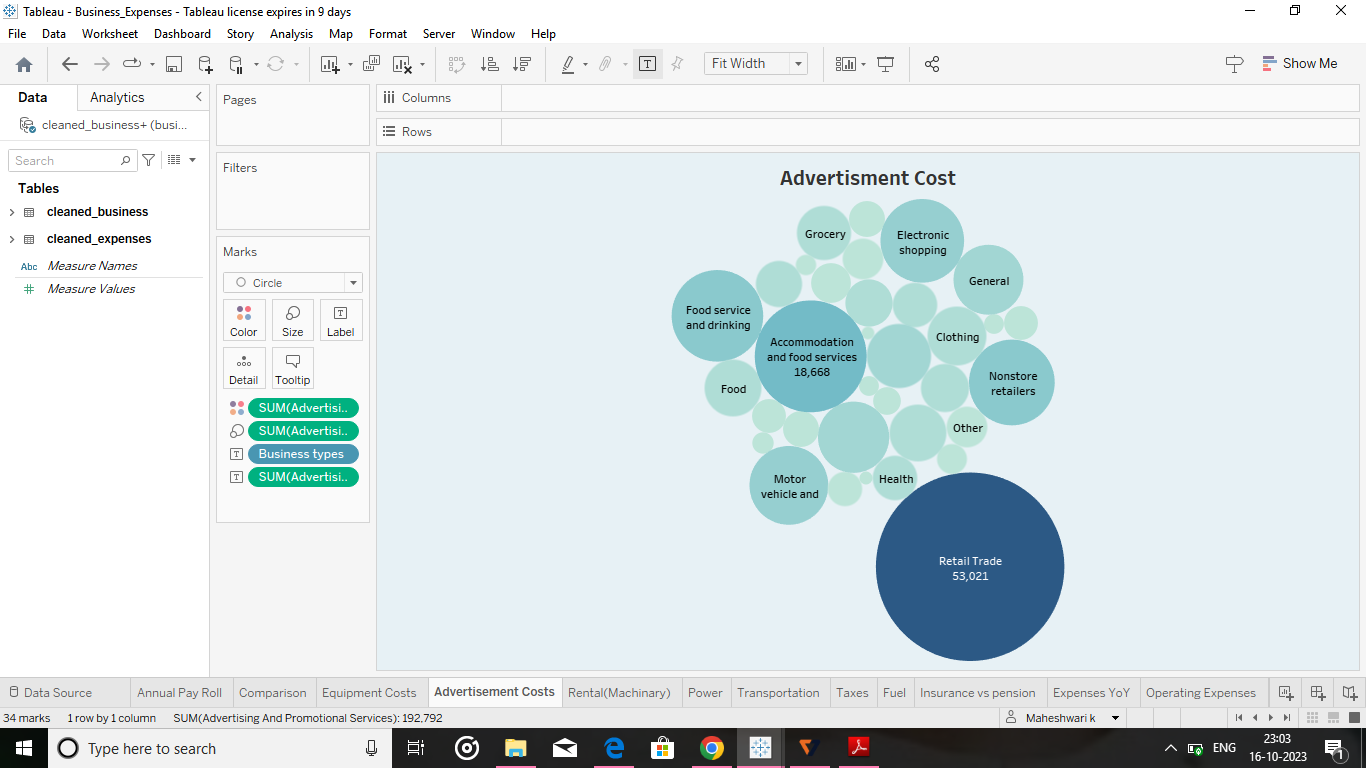 Tableau - Business_Expenses - Tableau license expires in 9 days
File Data Worksheet Dashboard Story Analysis Map Format Server Window Help
Fit Width
Show Me
Data Analytics
cleaned_business+ (busi...
Search
Tables
cleaned_business
cleaned_expenses
Abc Measure Names
Measure Values
Pages
Filters
Marks
Circle
Color Size Label
Detail Tooltip
SUM(Advertisi..
SUM(Advertisi..
Business types
SUM(Advertisi..
Columns
Rows
Advertisment Cost
Grocery
Electronic
shopping
General
Food service
and drinking
Accommodation
and food services
18,668
Clothing
Nonstore
retailers
Food
Other
Motor
vehicle and
Health
Retail Trade
53,021
Data Source Annual Pay Roll Comparison Equipment Costs Advertisement Costs Rental(Machinary) Power Transportation Taxes Fuel Insurance vs pension Expenses YoY Operating Expenses
34 marks 1 row by 1 column SUM(Advertising And Promotional Services): 192,792 Maheshwari k
Type here to search
ENG
23:03
16-10-2023
1